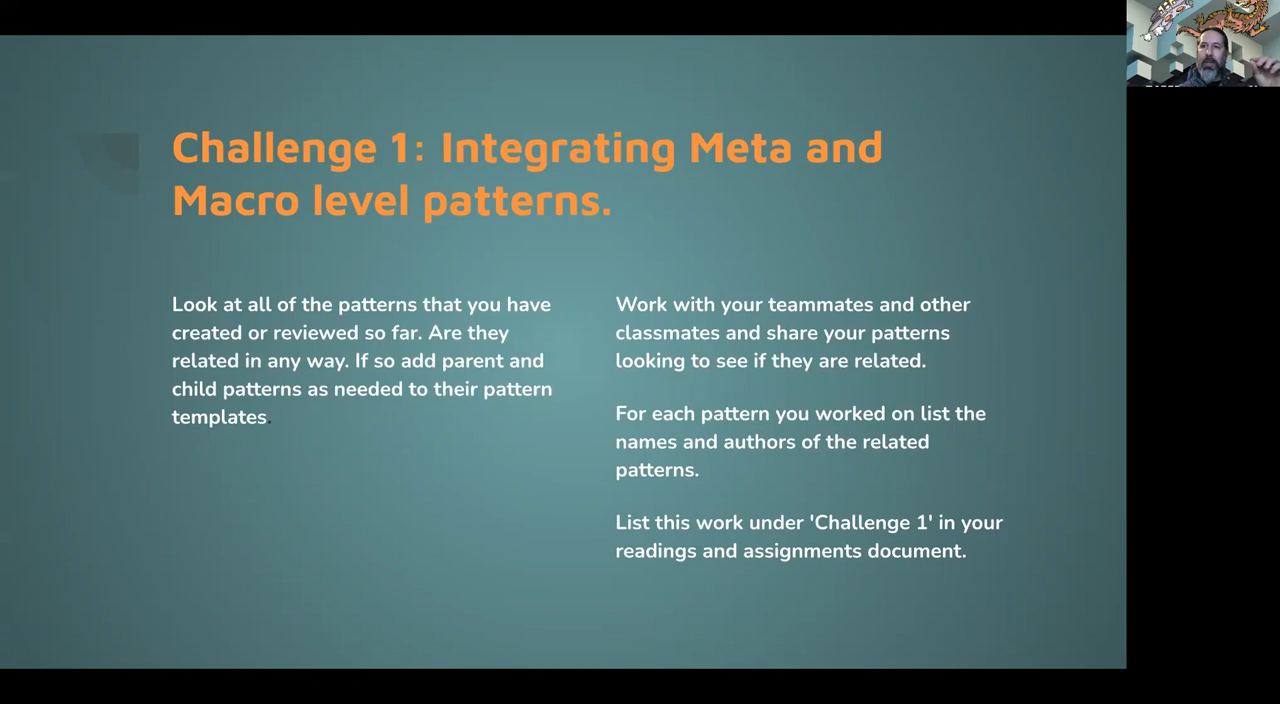 Challenge 1: Integrating Meta and
Macro level patterns.
Look at all of the patterns that you have
created or reviewed so far. Are they
related in any way. If so add parent and
child patterns as needed to their pattern
templates.
Work with your teammates and other
classmates and share your patterns
looking to see if they are related.
For each pattern you worked on list the
names and authors of the related
patterns.
List this work under 'Challenge 1' in your
readings and assignments document.